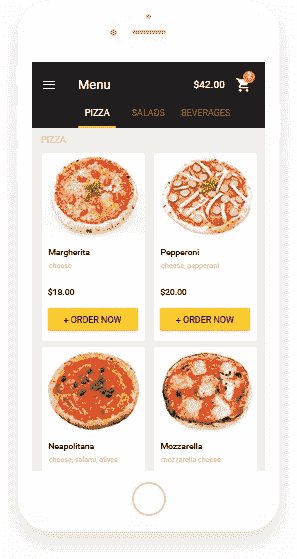 Menu $42.00
PIZZA SALADS BEVERAGES
PIZZA
Margherita Pepperoni
cheese cheese, pepperoni
$18.00 $20.00
+ ORDER NOW + ORDER NOW
Neapolitana Mozzarella
cheese, salami, olives mozzarella cheese